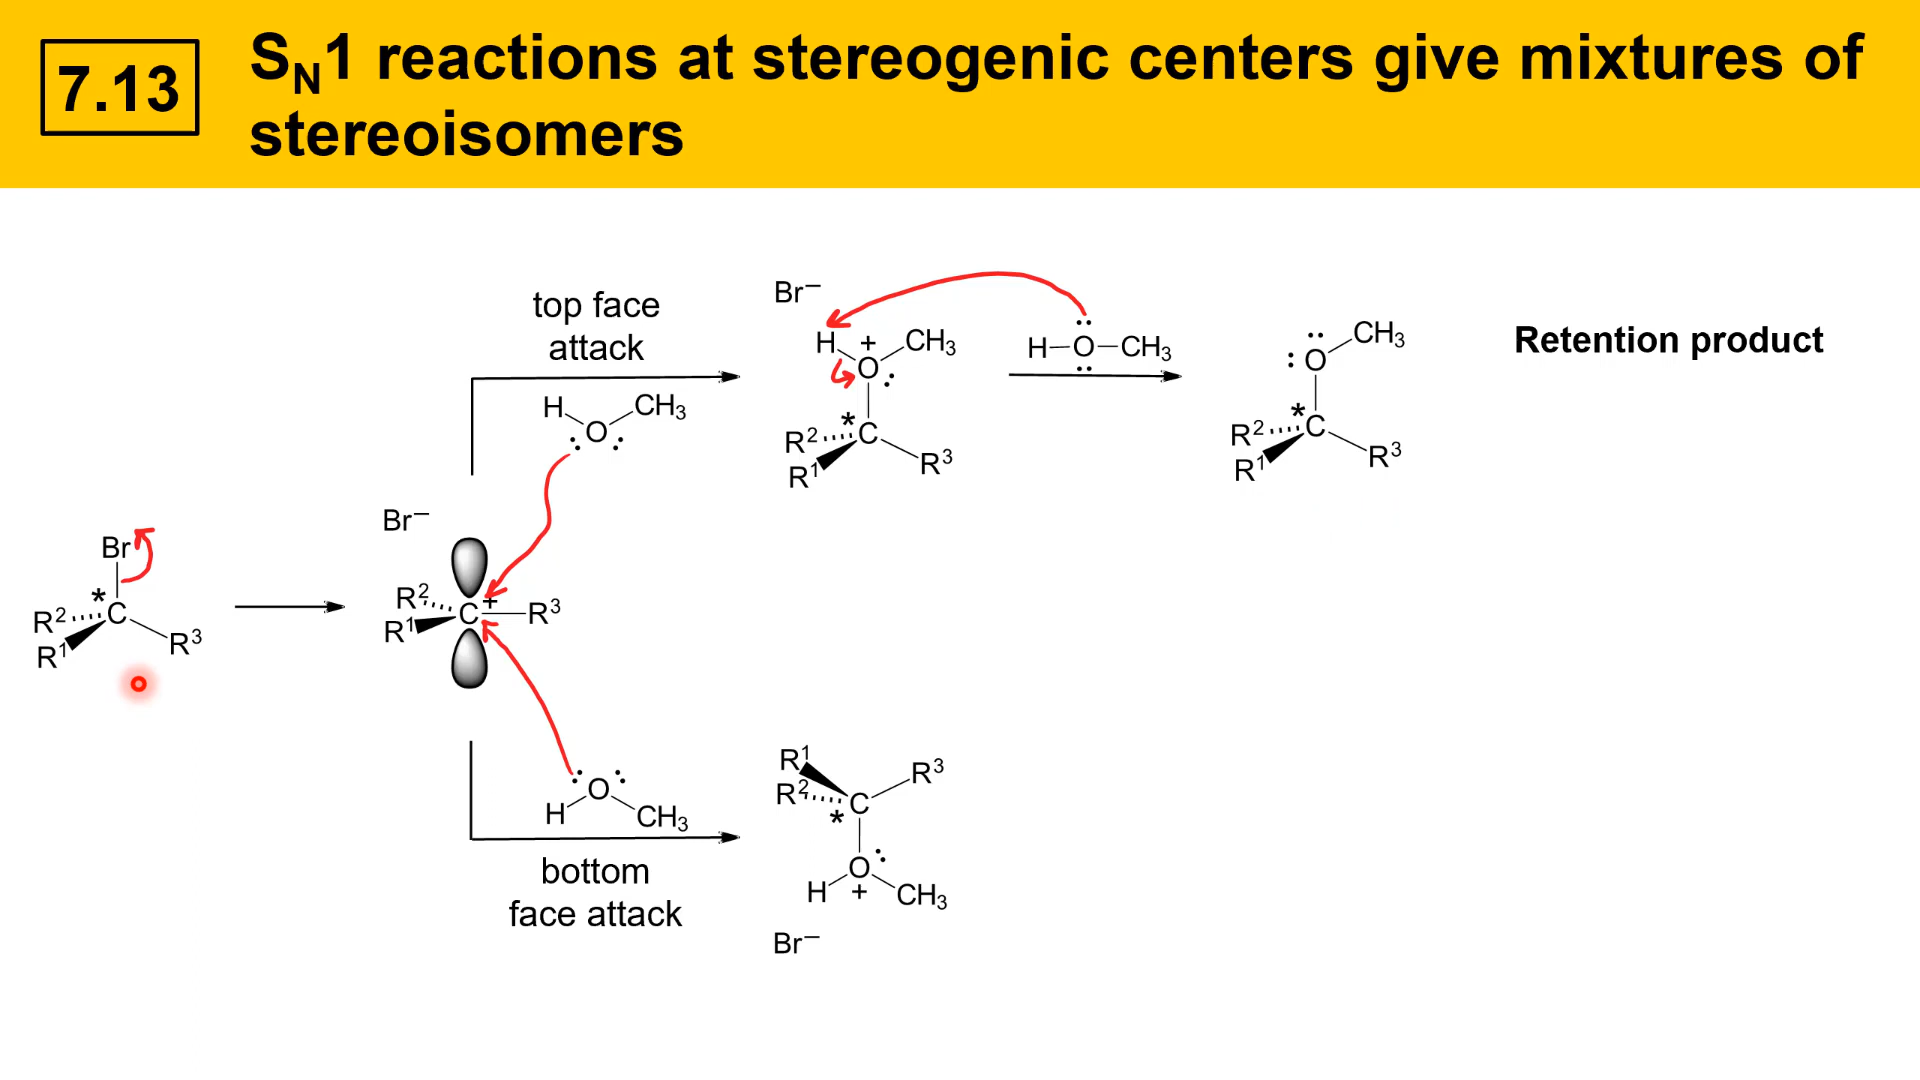 7.13
S_N1 reactions at stereogenic centers give mixtures of
stereoisomers
top face
attack
H O CH₃
Br⁻
H O⁺ CH₃
* C
R² R¹ R³
H–O–CH₃
O CH₃
* C
R² R¹ R³
Retention product
Br
* C
R² R¹ R³
Br⁻
R² R¹ C⁺–R³
H O CH₃
bottom
face attack
R¹ R² C R³
*
H O⁺ CH₃
Br⁻